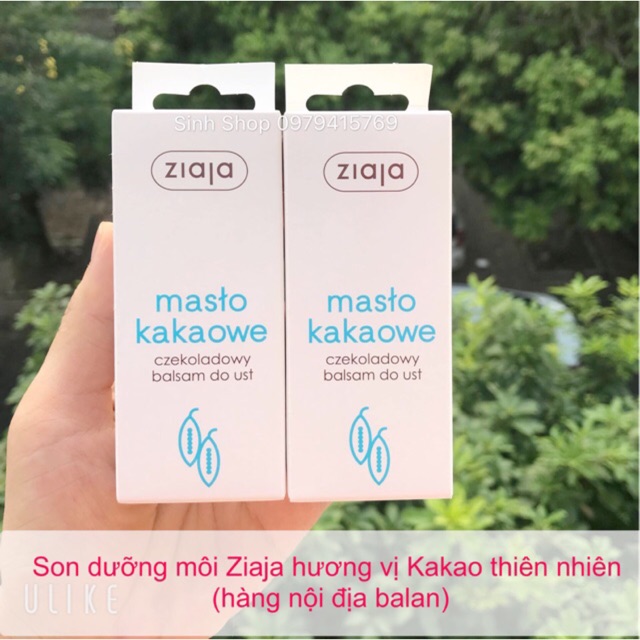 Sinh Shop 0979415769
ziaja
ziaja
masło
kakaowe
czekoladowy
balsam do ust
masło
kakaowe
czekoladowy
balsam do ust
Son dưỡng môi Ziaja hương vị Kakao thiên nhiên
(hàng nội địa balan)
ULIKE